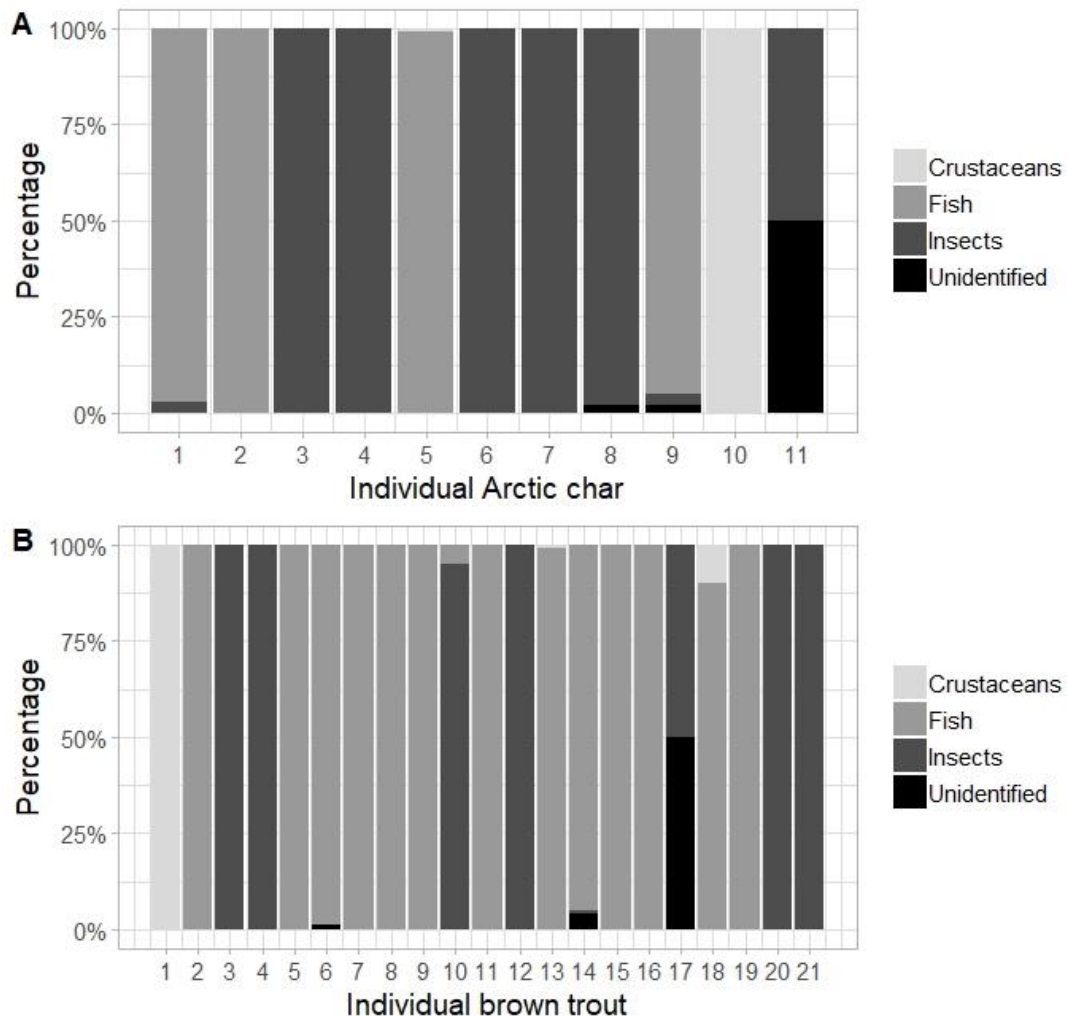 A
100%
75%
50%
25%
0%
Percentage
1 2 3 4 5 6 7 8 9 10 11
Individual Arctic char
Crustaceans
Fish
Insects
Unidentified
B
100%
75%
50%
25%
0%
Percentage
1 2 3 4 5 6 7 8 9 10 11 12 13 14 15 16 17 18 19 20 21
Individual brown trout
Crustaceans
Fish
Insects
Unidentified